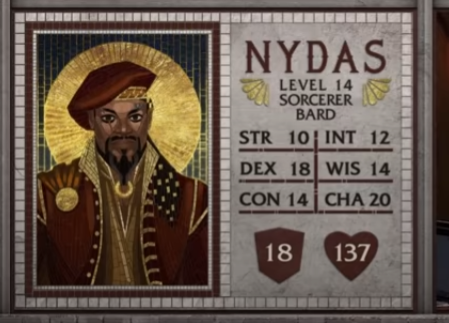 NYDAS
LEVEL 14
SORCERER
BARD
STR 10 INT 12
DEX 18 WIS 14
CON 14 CHA 20
18 137